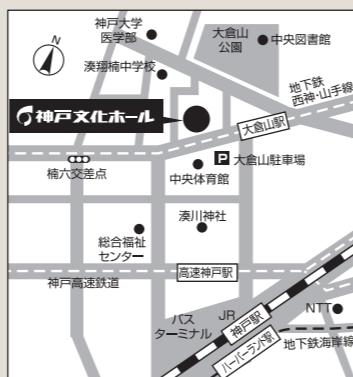 N
神戸大学
医学部
大倉山
公園
中央図書館
湊翔楠中学校
地下鉄
西神・山手線
神戸文化ホール
大倉山駅
P 大倉山駐車場
楠六交差点
中央体育館
湊川神社
総合福祉
センター
高速神戸駅
神戸高速鉄道
バス
ターミナル
JR
神戸駅
NTT
ハーバーランド駅
地下鉄海岸線